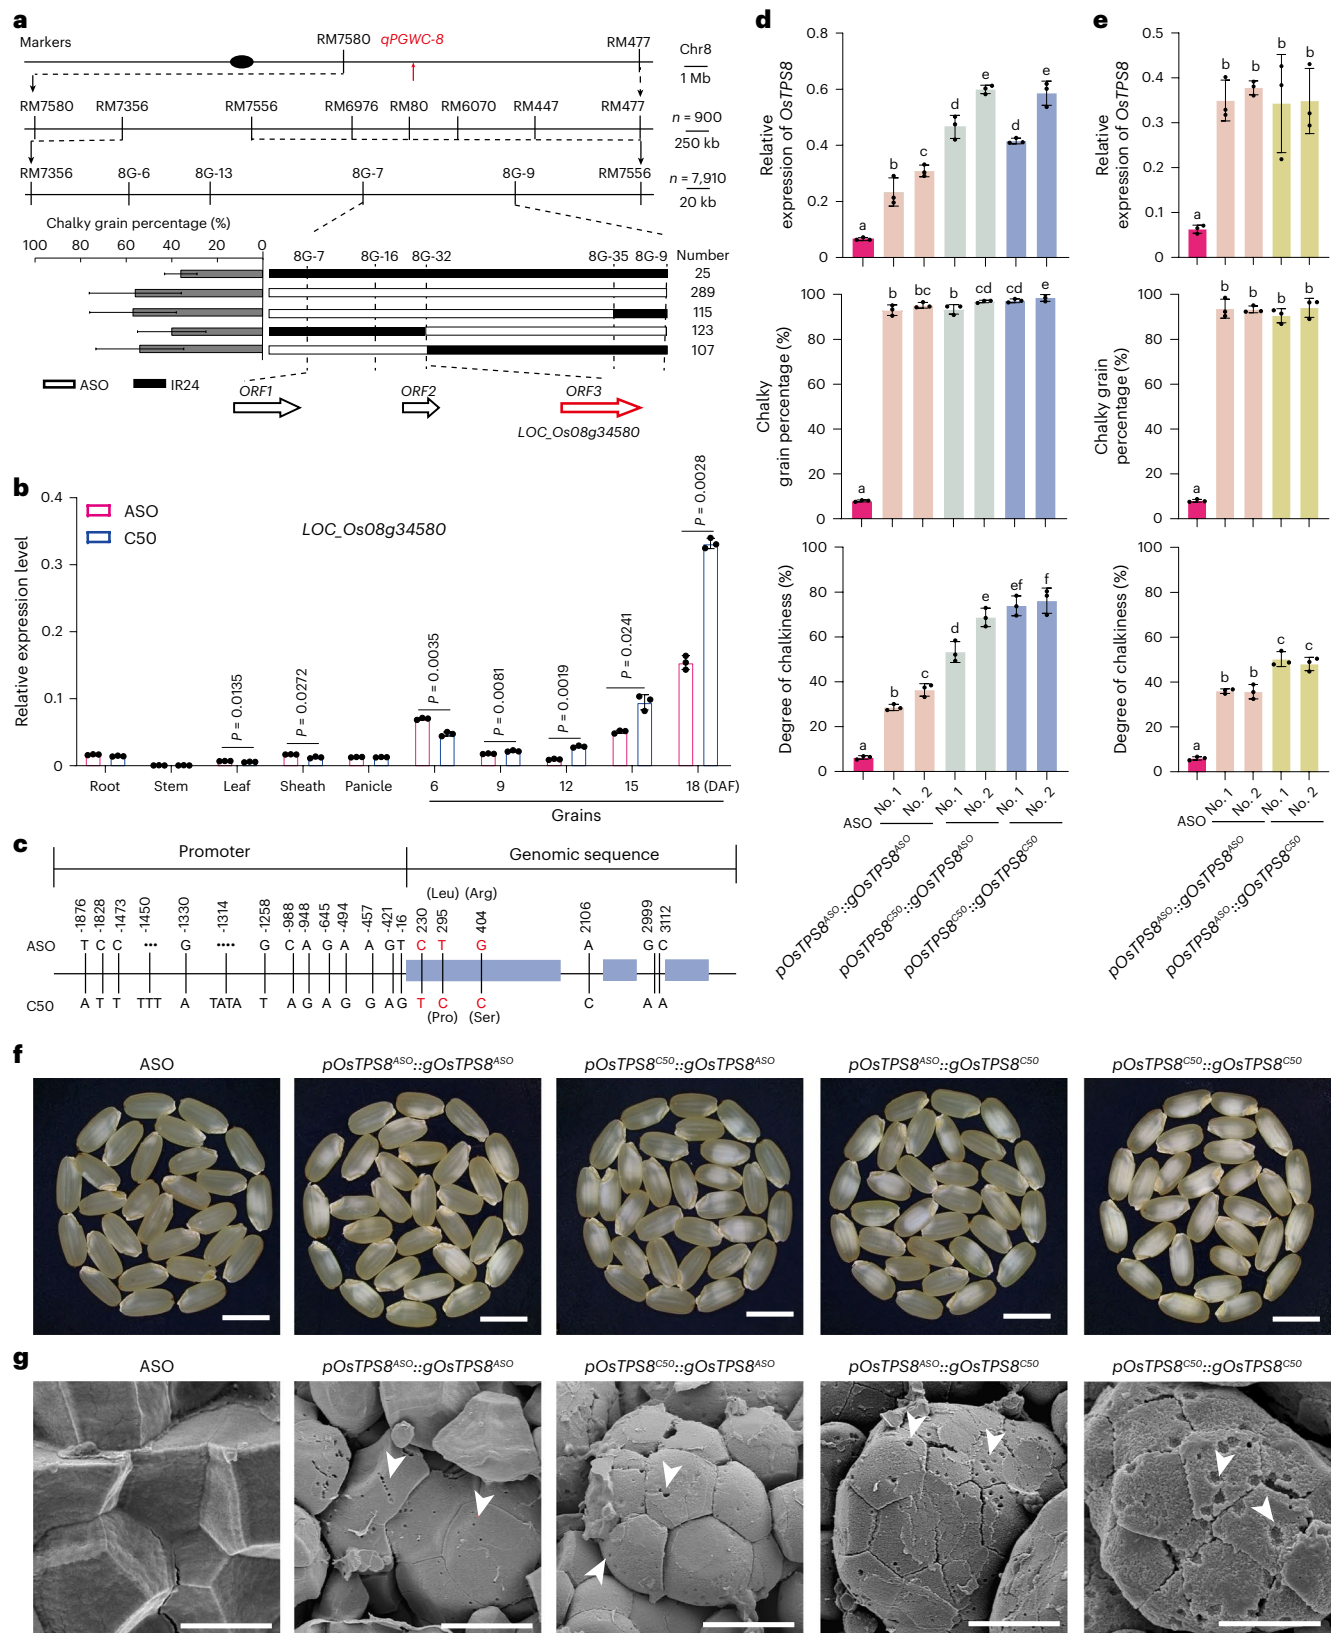 a
Markers
RM7580
qPGWC-8
RM477
Chr8
1 Mb
RM7580 RM7356 RM7556 RM6976 RM80 RM6070 RM447 RM477
n = 900
250 kb
RM7356 8G-6 8G-13 8G-7 8G-9 RM7556
n = 7,910
20 kb
Chalky grain percentage (%)
100 80 60 40 20 0
8G-7 8G-16 8G-32 8G-35 8G-9 Number
25
289
115
123
107
ASO IR24
ORF1 ORF2 ORF3
LOC_Os08g34580
b
Relative expression level
0.4
0.3
0.2
0.1
0
ASO
C50
LOC_Os08g34580
P = 0.0135
P = 0.0272
P = 0.0035
P = 0.0081
P = 0.0019
P = 0.0241
P = 0.0028
Root Stem Leaf Sheath Panicle 6 9 12 15 18 (DAF)
Grains
c
Promoter Genomic sequence
(Leu) (Arg)
-1876 -1828 -1473 -1450 -1330 -1314 -1258 -988 -948 -645 -494 -457 -421 -16 230 295 404 2106 2999 3112
ASO T C C ••• G •••• G C A G A A G T C T G A G C
C50 A T T TTT A TATA T A G A G G A G T C C C A A
(Pro) (Ser)
d
Relative
expression of OsTPS8
0.8
0.6
0.4
0.2
0
a b c d e d e
Chalky
grain percentage (%)
100
80
60
40
20
0
a b bc b cd cd e
Degree of chalkiness (%)
100
80
60
40
20
0
a b c d e ef f
ASO No. 1 No. 2 No. 1 No. 2 No. 1 No. 2
pOsTPS8ASO::gOsTPS8ASO
pOsTPS8C50::gOsTPS8ASO
pOsTPS8C50::gOsTPS8C50
e
Relative
expression of OsTPS8
0.5
0.4
0.3
0.2
0.1
0
a b b b b
Chalky grain
percentage (%)
100
80
60
40
20
0
a b b b b
Degree of chalkiness (%)
100
80
60
40
20
0
a b b c c
ASO No. 1 No. 2 No. 1 No. 2
pOsTPS8ASO::gOsTPS8ASO
pOsTPS8ASO::gOsTPS8C50
f
ASO pOsTPS8ASO::gOsTPS8ASO pOsTPS8C50::gOsTPS8ASO pOsTPS8ASO::gOsTPS8C50 pOsTPS8C50::gOsTPS8C50
g
ASO pOsTPS8ASO::gOsTPS8ASO pOsTPS8C50::gOsTPS8ASO pOsTPS8ASO::gOsTPS8C50 pOsTPS8C50::gOsTPS8C50